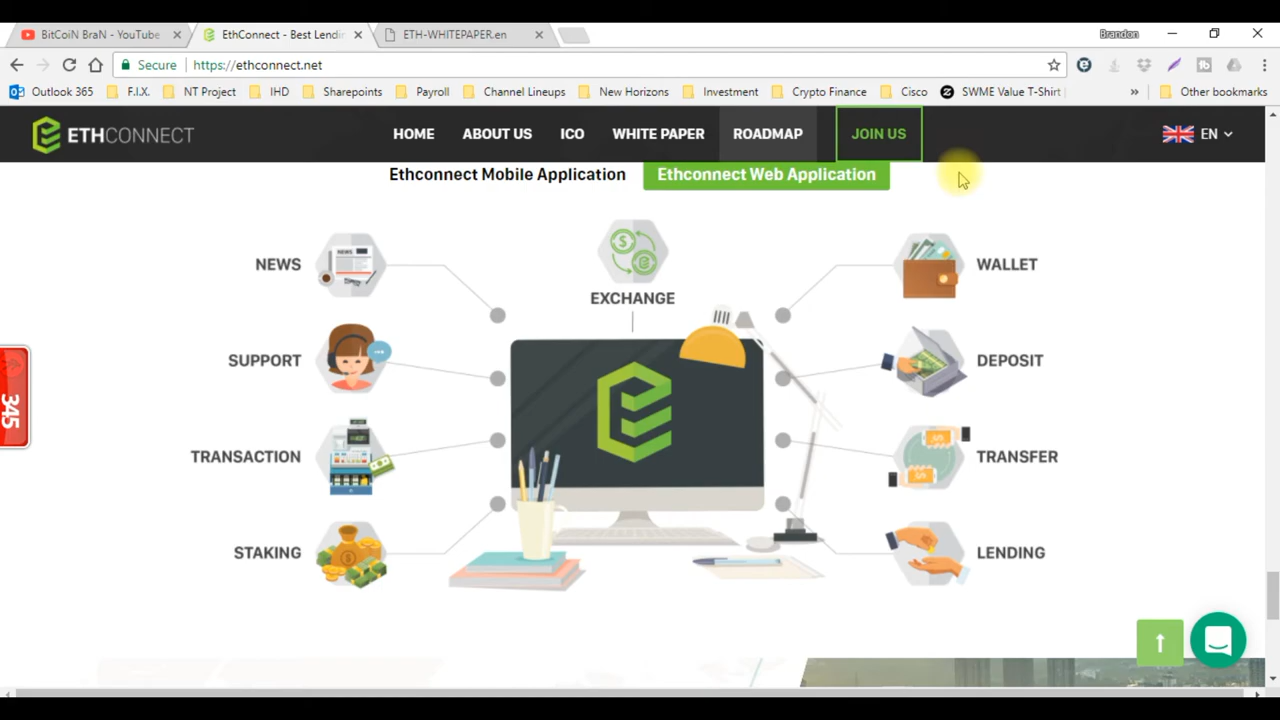 BitCoiN BraN - YouTube
EthConnect - Best Lendin
ETH-WHITEPAPER.en
Brandon
Secure
https://ethconnect.net
Outlook 365
F.I.X.
NT Project
IHD
Sharepoints
Payroll
Channel Lineups
New Horizons
Investment
Crypto Finance
Cisco
SWME Value T-Shirt
»
Other bookmarks
ETHCONNECT
HOME
ABOUT US
ICO
WHITE PAPER
ROADMAP
JOIN US
EN
Ethconnect Mobile Application
Ethconnect Web Application
NEWS
EXCHANGE
WALLET
SUPPORT
DEPOSIT
TRANSACTION
TRANSFER
STAKING
LENDING
345
NEWS